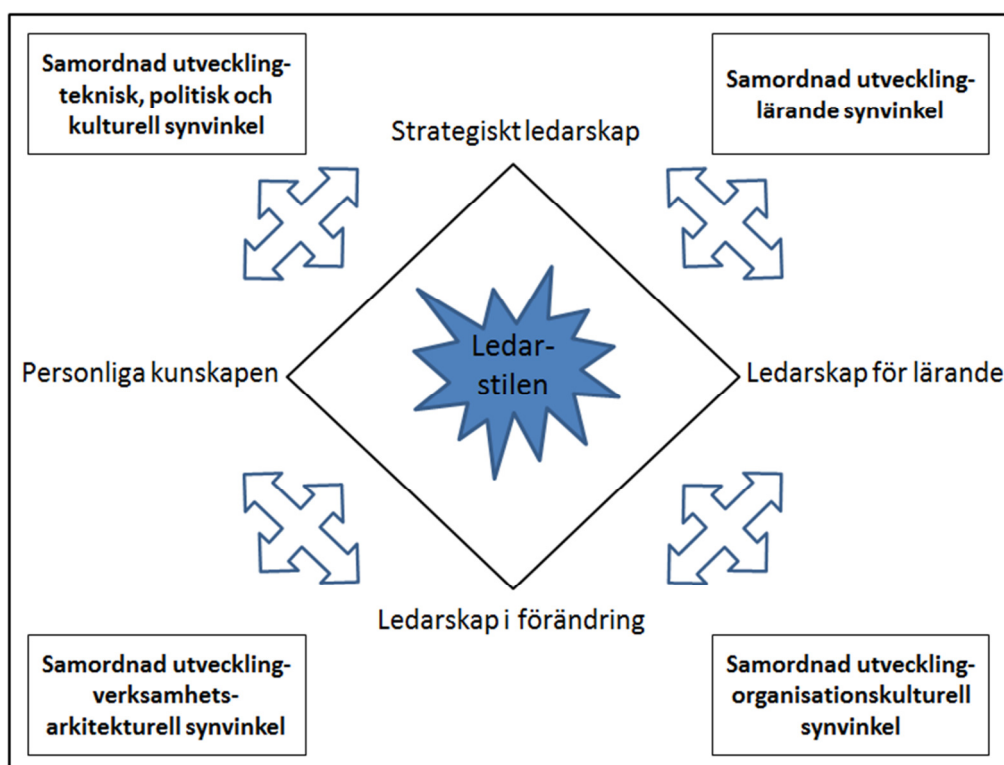 Samordnad utveckling-
teknisk, politisk och
kulturell synvinkel
Samordnad utveckling-
lärande synvinkel
Strategiskt ledarskap
Ledar-
stilen
Personliga kunskapen
Ledarskap för lärande
Ledarskap i förändring
Samordnad utveckling-
verksamhets-
arkitekturell synvinkel
Samordnad utveckling-
organisationskulturell
synvinkel